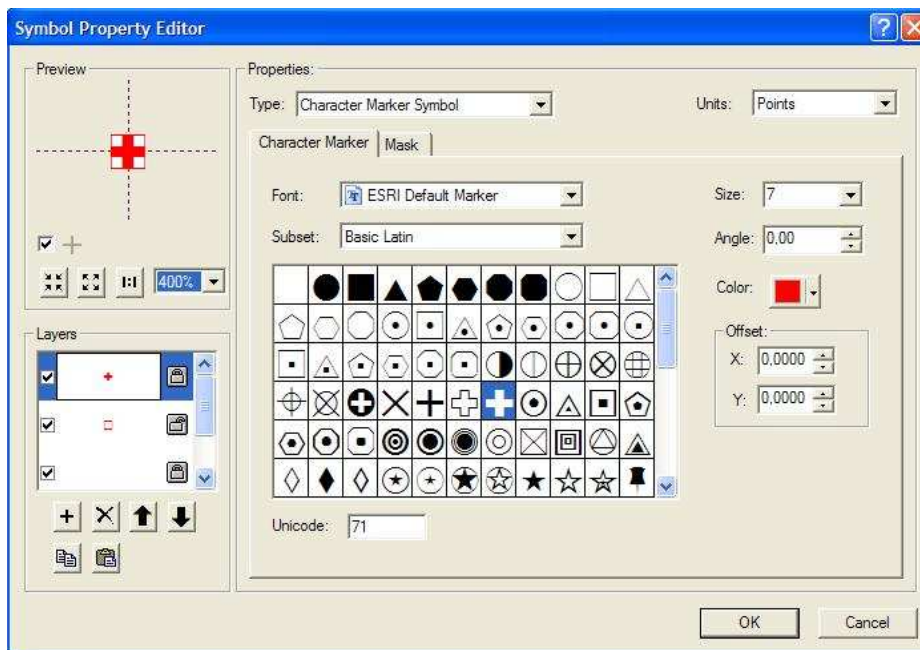 Symbol Property Editor
Preview
1:1
400%
Layers
Properties:
Type: Character Marker Symbol
Units: Points
Character Marker
Mask
Font: ESRI Default Marker
Size: 7
Subset: Basic Latin
Angle: 0,00
Color:
Offset:
X: 0,0000
Y: 0,0000
Unicode: 71
OK
Cancel